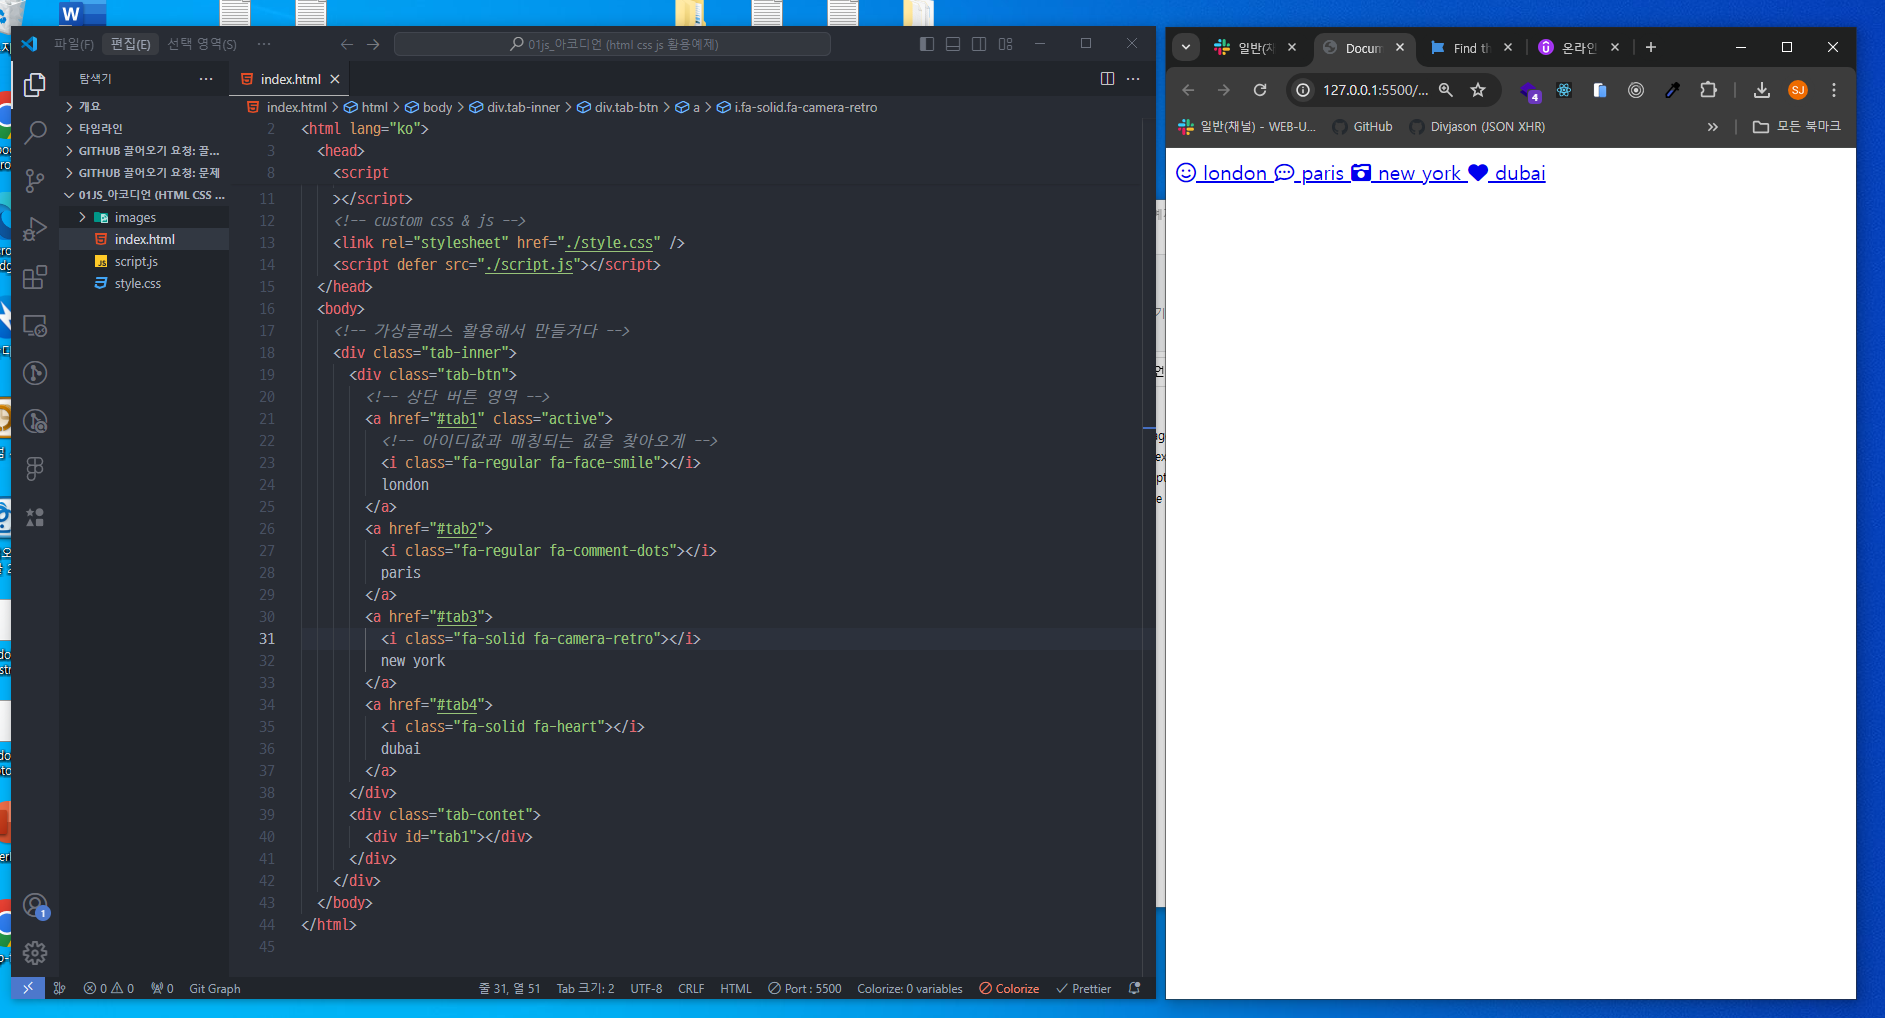 파일(F) 편집(E) 선택 영역(S) ··· 01js_아코디언 (html css js 활용예제)
탐색기 ···
개요
타임라인
GITHUB 끌어오기 요청: 끌...
GITHUB 끌어오기 요청: 문제
01JS_아코디언 (HTML CSS ...
images
index.html
script.js
style.css
index.html
index.html > html > body > div.tab-inner > div.tab-btn > a > i.fa-solid.fa-camera-retro
2 <html lang="ko">
3 <head>
8 <script
11 ></script>
12 <!-- custom css & js -->
13 <link rel="stylesheet" href="./style.css" />
14 <script defer src="./script.js"></script>
15 </head>
16 <body>
17 <!-- 가상클래스 활용해서 만들거다 -->
18 <div class="tab-inner">
19 <div class="tab-btn">
20 <!-- 상단 버튼 영역 -->
21 <a href="#tab1" class="active">
22 <!-- 아이디값과 매칭되는 값을 찾아오게 -->
23 <i class="fa-regular fa-face-smile"></i>
24 london
25 </a>
26 <a href="#tab2">
27 <i class="fa-regular fa-comment-dots"></i>
28 paris
29 </a>
30 <a href="#tab3">
31 <i class="fa-solid fa-camera-retro"></i>
32 new york
33 </a>
34 <a href="#tab4">
35 <i class="fa-solid fa-heart"></i>
36 dubai
37 </a>
38 </div>
39 <div class="tab-contet">
40 <div id="tab1"></div>
41 </div>
42 </div>
43 </body>
44 </html>
45
1
0 0 0 Git Graph 줄 31, 열 51 Tab 크기: 2 UTF-8 CRLF HTML Port : 5500 Colorize: 0 variables Colorize Prettier
일반(채 Docum Find th 온라인
127.0.0.1:5500/... 4 SJ
일반(채널) - WEB-U... GitHub Divjason (JSON XHR) 모든 북마크
london paris new york dubai
W